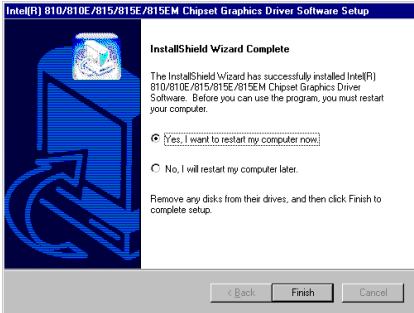 Intel(R) 810/810E/815/815E/815EM Chipset Graphics Driver Software Setup
InstallShield Wizard Complete
The InstallShield Wizard has successfully installed Intel(R)
810/810E/815/815E/815EM Chipset Graphics Driver
Software. Before you can use the program, you must restart
your computer.
Yes, I want to restart my computer now.
No, I will restart my computer later.
Remove any disks from their drives, and then click Finish to
complete setup.
< Back
Finish
Cancel